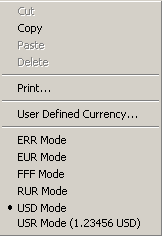 Cut
Copy
Paste
Delete
Print...
User Defined Currency...
ERR Mode
EUR Mode
FFF Mode
RUR Mode
USD Mode
USR Mode (1.23456 USD)